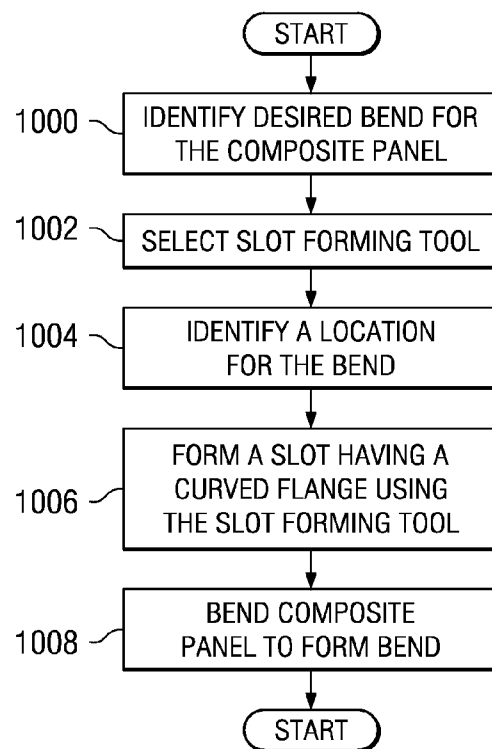 START
1000
IDENTIFY DESIRED BEND FOR
THE COMPOSITE PANEL
1002
SELECT SLOT FORMING TOOL
1004
IDENTIFY A LOCATION
FOR THE BEND
1006
FORM A SLOT HAVING A
CURVED FLANGE USING
THE SLOT FORMING TOOL
1008
BEND COMPOSITE
PANEL TO FORM BEND
START